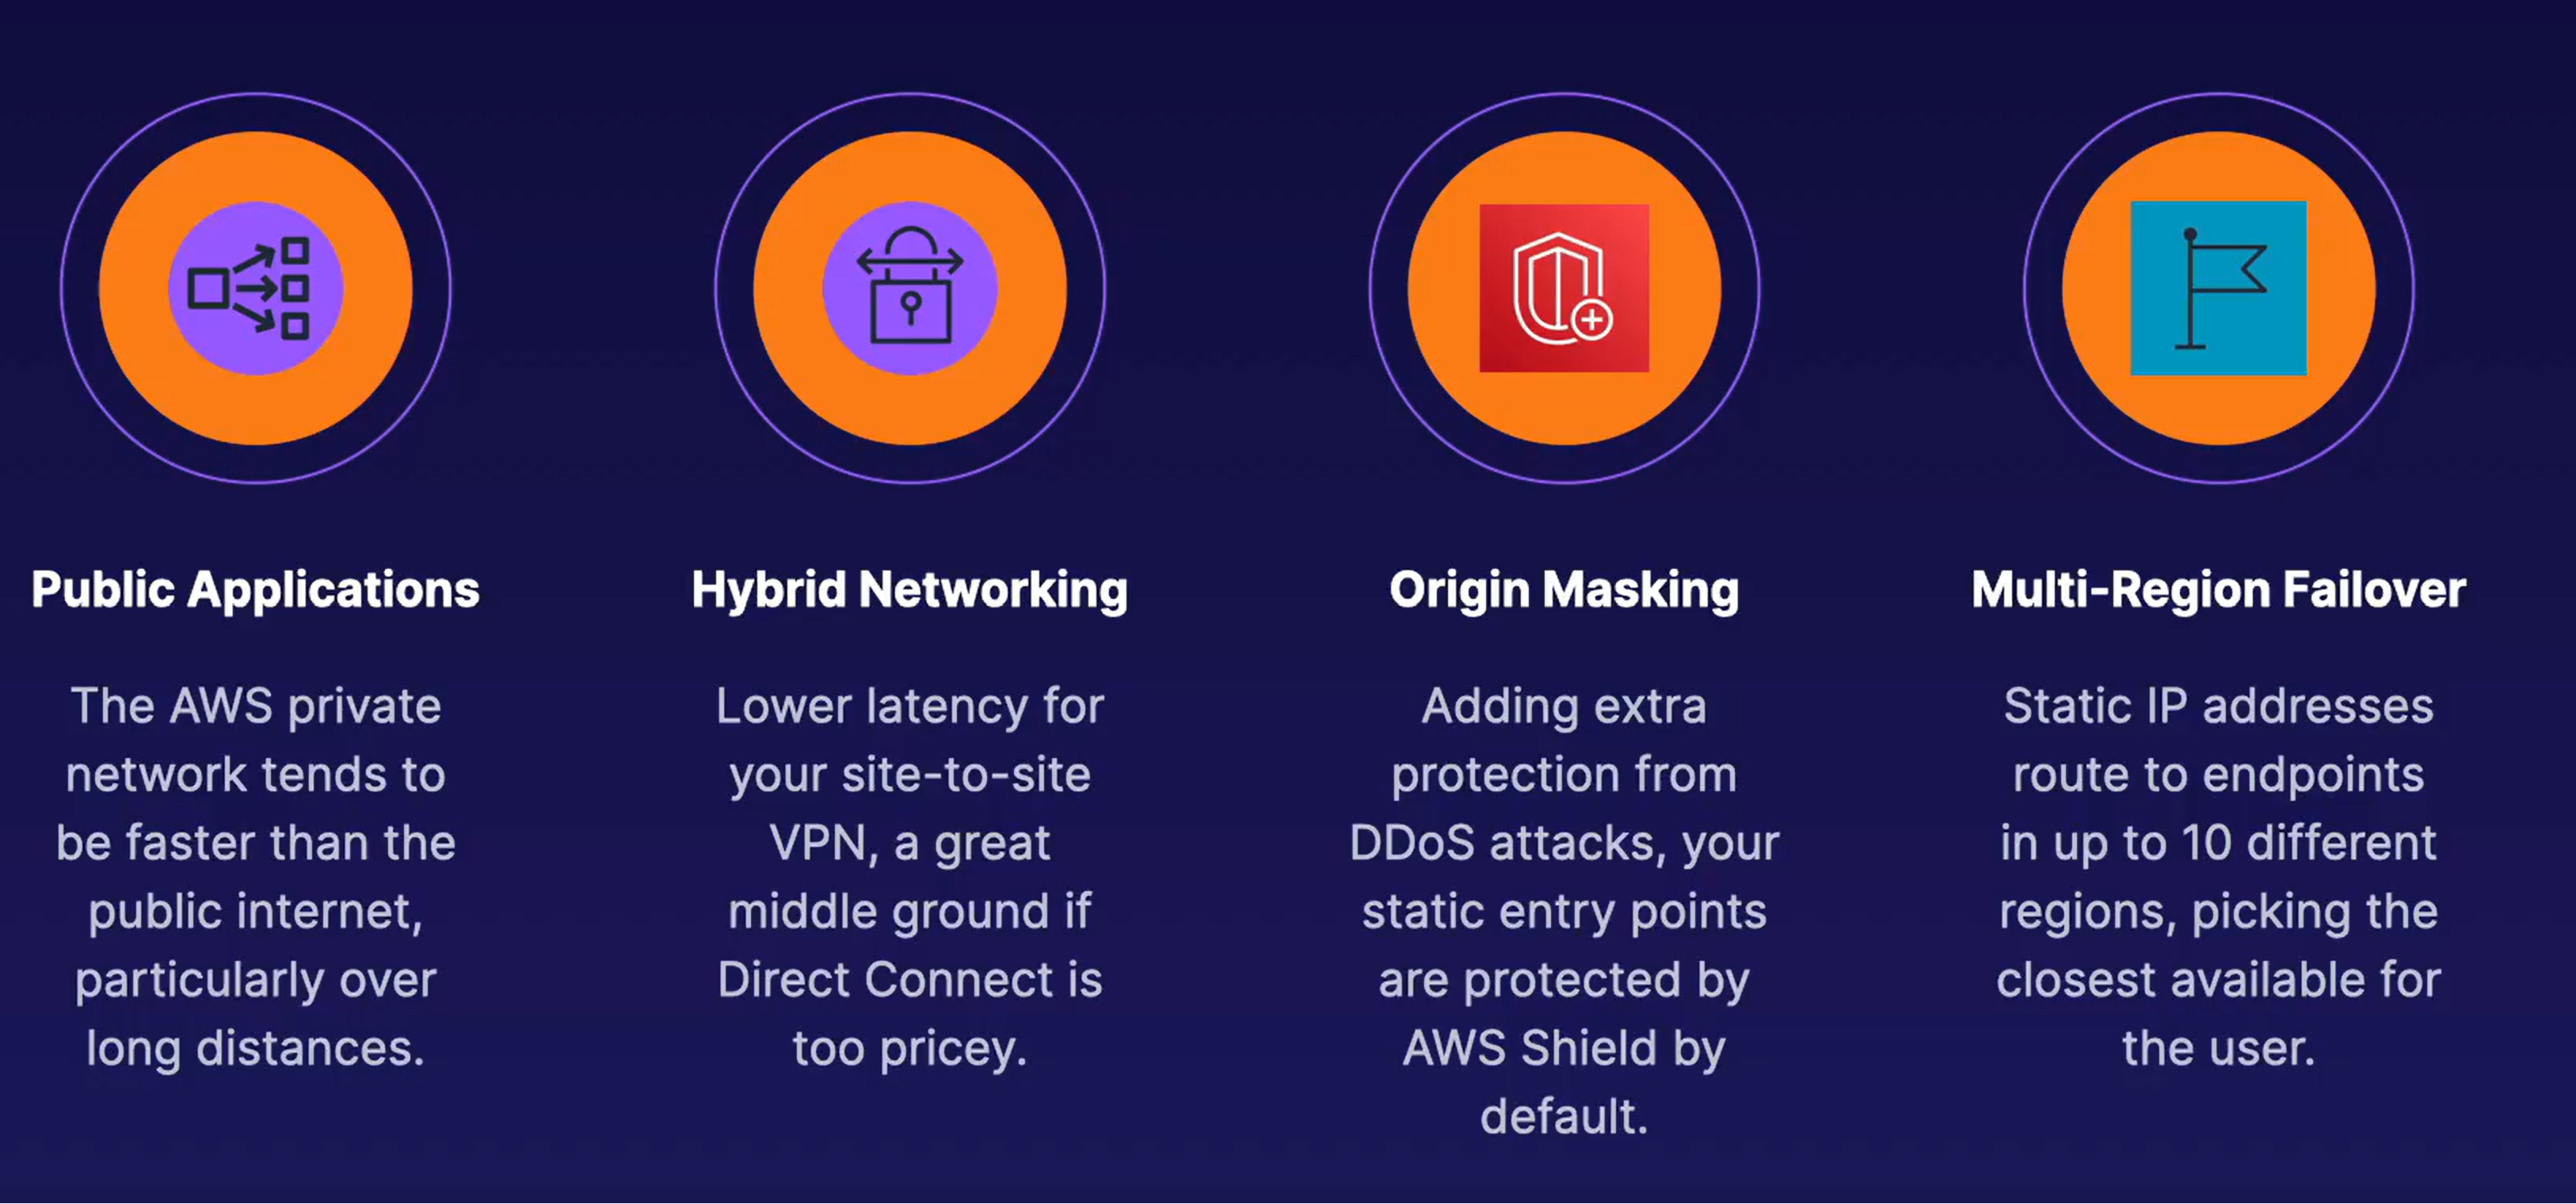 Public Applications
The AWS private
network tends to
be faster than the
public internet,
particularly over
long distances.
Hybrid Networking
Lower latency for
your site-to-site
VPN, a great
middle ground if
Direct Connect is
too pricey.
Origin Masking
Adding extra
protection from
DDoS attacks, your
static entry points
are protected by
AWS Shield by
default.
Multi-Region Failover
Static IP addresses
route to endpoints
in up to 10 different
regions, picking the
closest available for
the user.